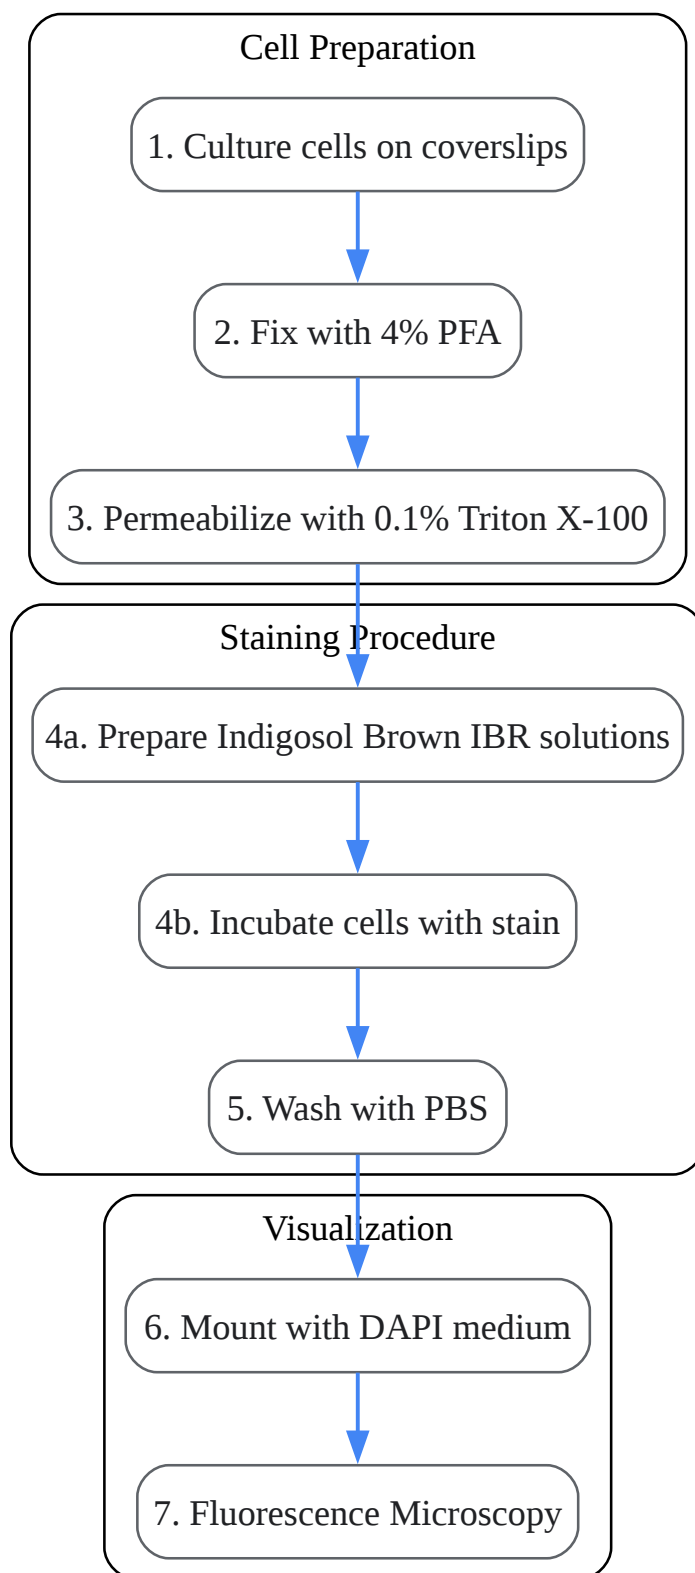 Cell Preparation
1. Culture cells on coverslips
2. Fix with 4% PFA
3. Permeabilize with 0.1% Triton X-100
Staining Procedure
4a. Prepare Indigosol Brown IBR solutions
4b. Incubate cells with stain
5. Wash with PBS
Visualization
6. Mount with DAPI medium
7. Fluorescence Microscopy